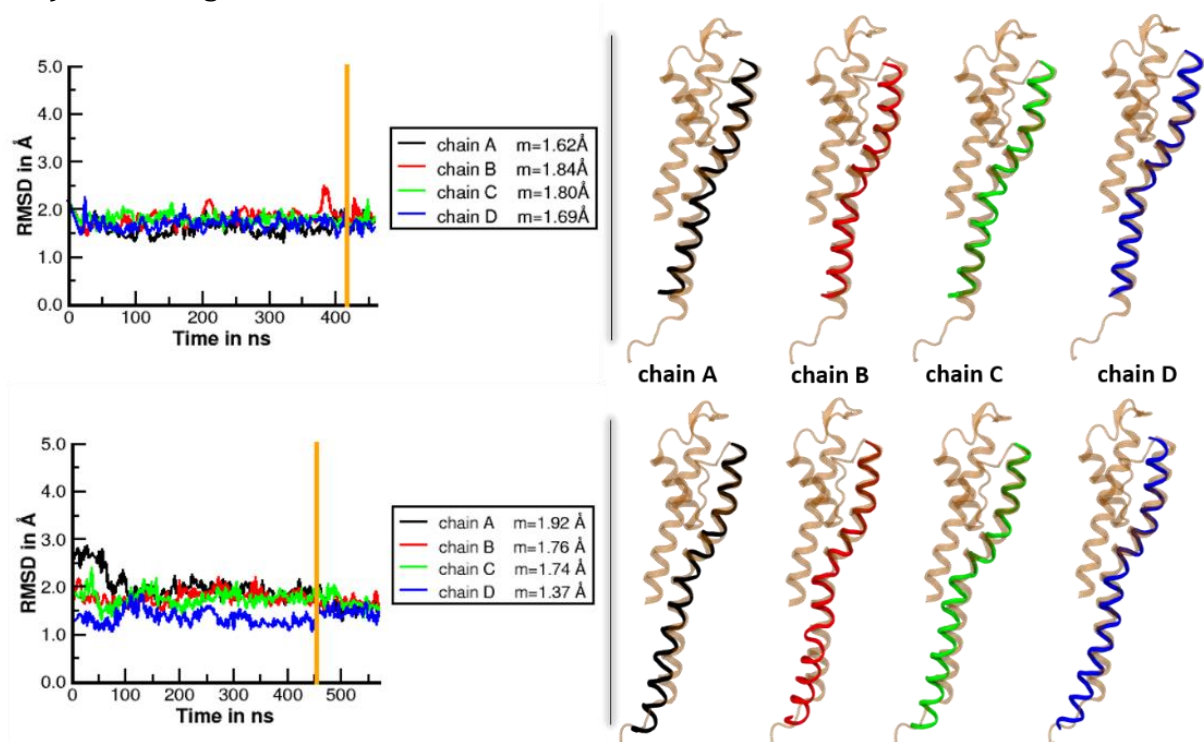 5.0
4.0
3.0
2.0
1.0
0.0
RMSD in Å
0 100 200 300 400
Time in ns
chain A m=1.62Å
chain B m=1.84Å
chain C m=1.80Å
chain D m=1.69Å
chain A chain B chain C chain D
5.0
4.0
3.0
2.0
1.0
0.0
RMSD in Å
0 100 200 300 400 500
Time in ns
chain A m=1.92 Å
chain B m=1.76 Å
chain C m=1.74 Å
chain D m=1.37 Å